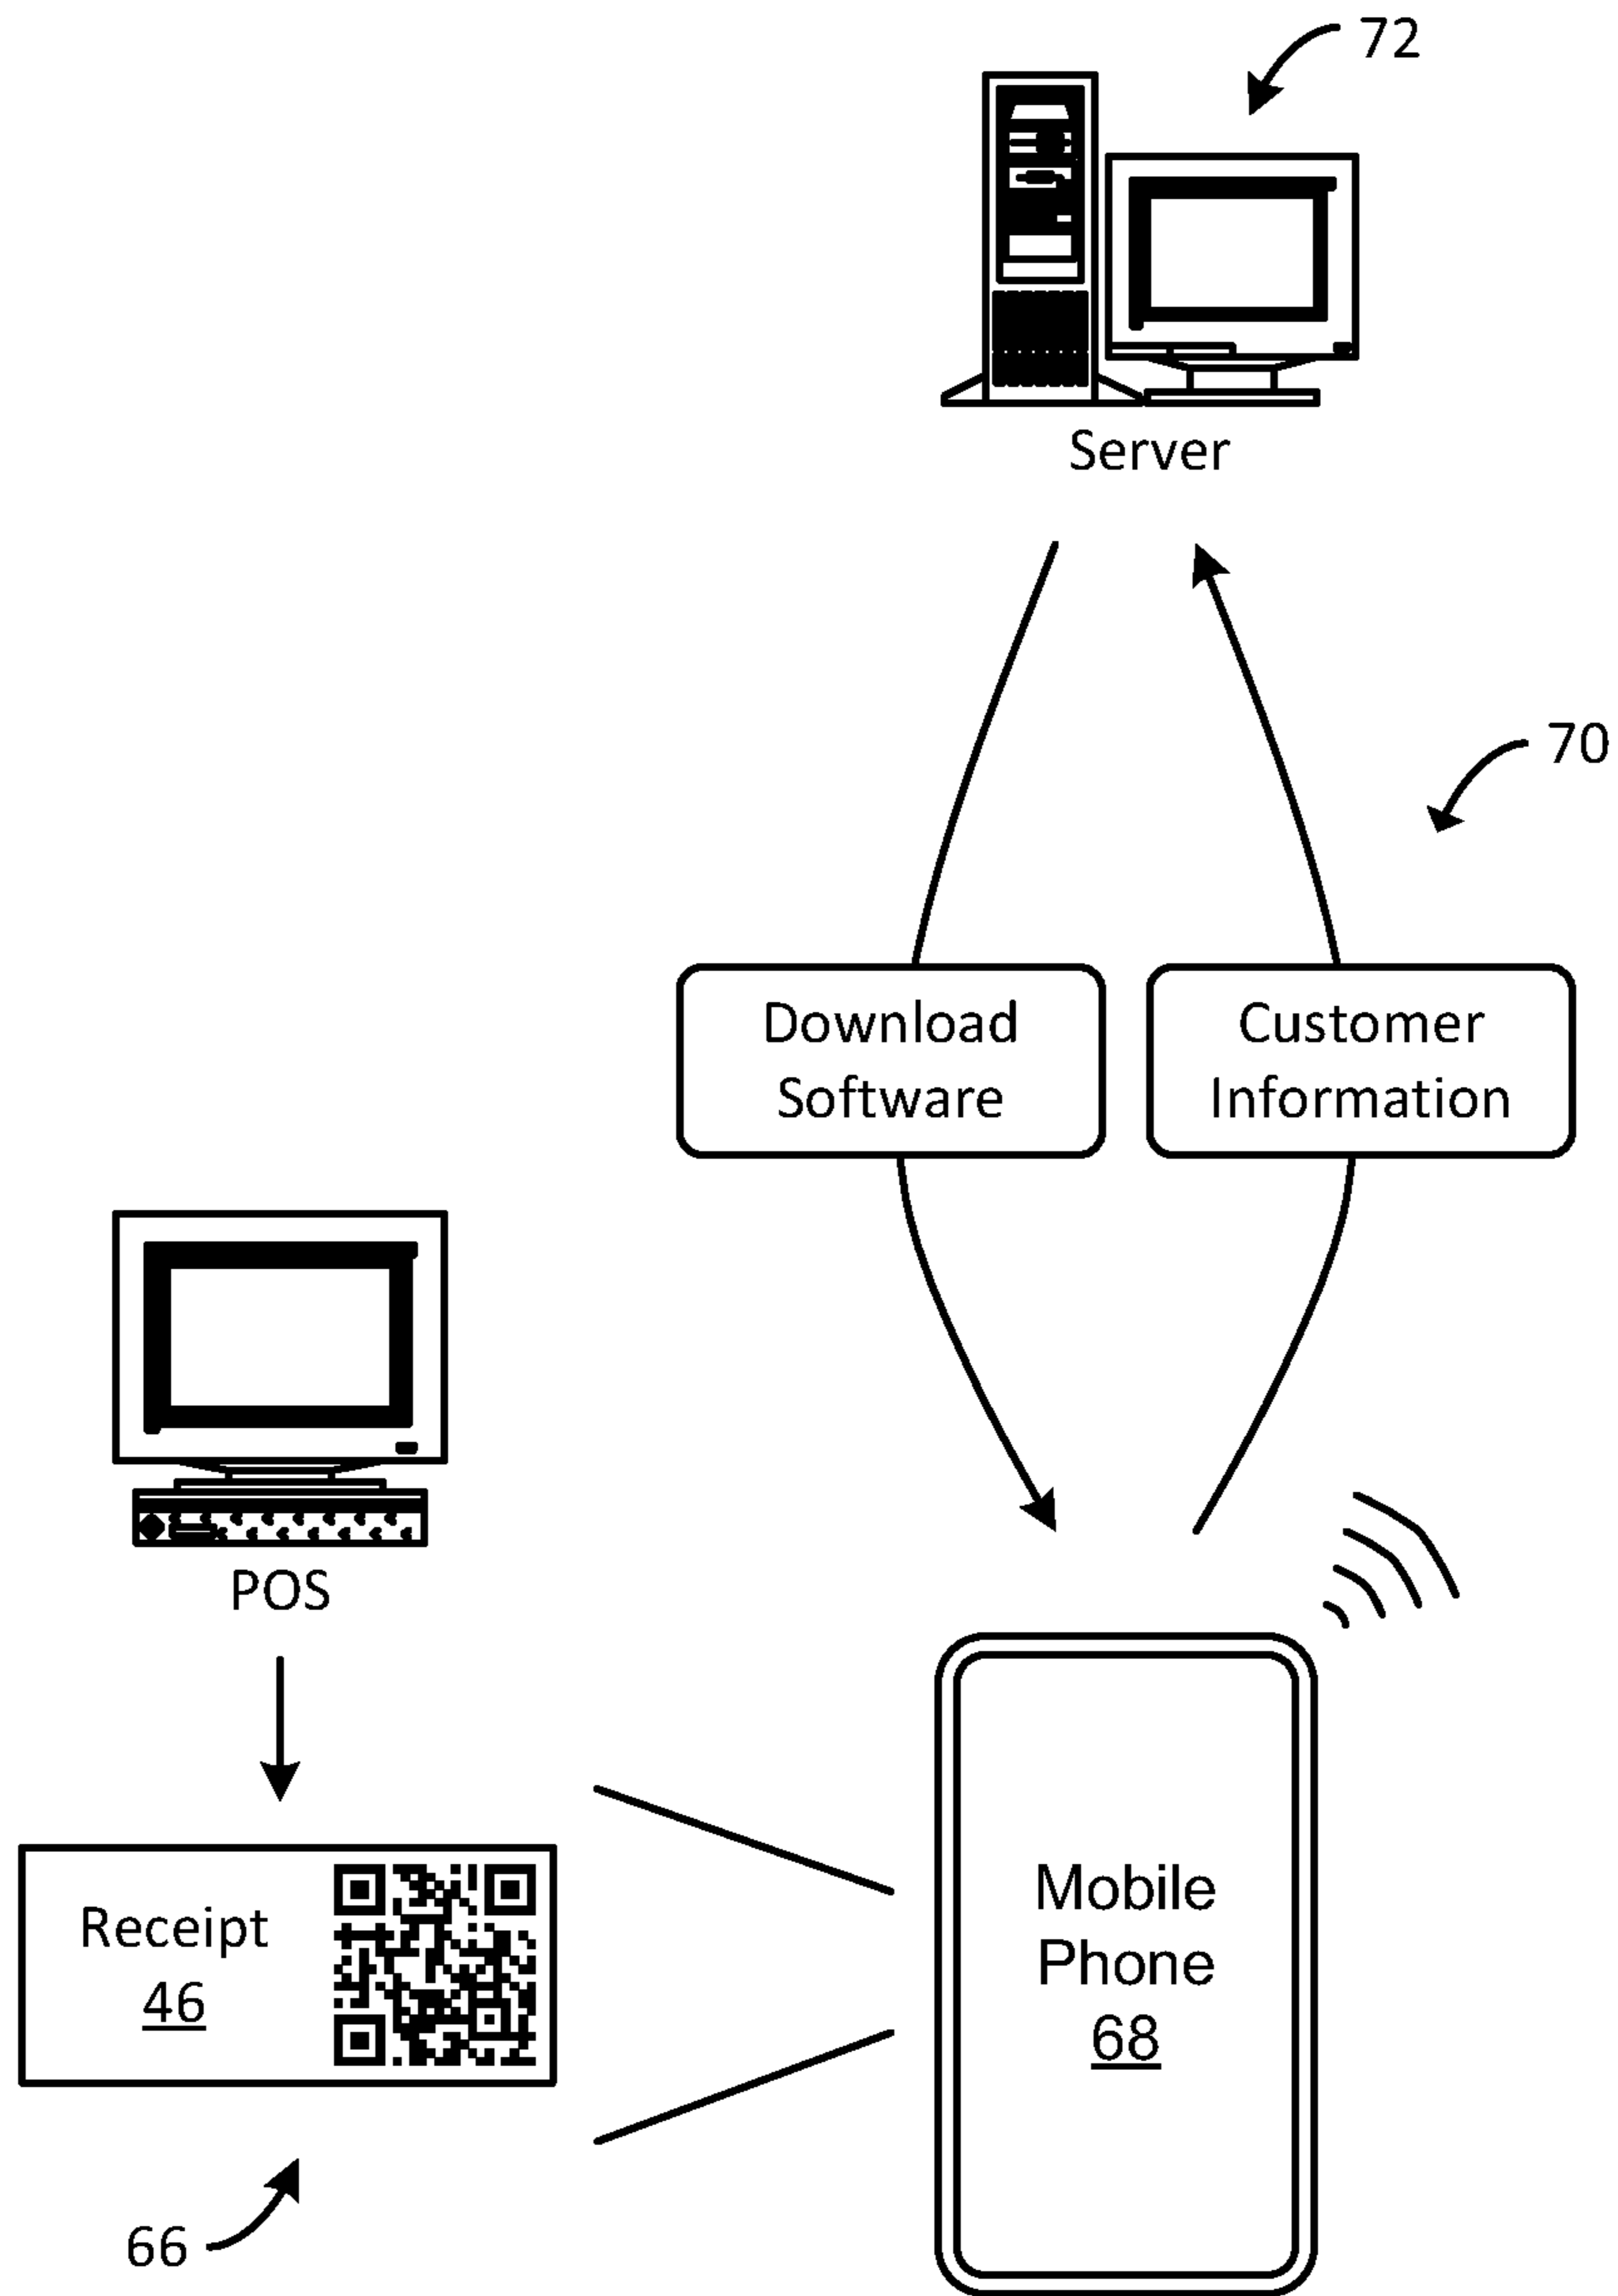 72
Server
70
Download
Software
Customer
Information
POS
Receipt
46
Mobile
Phone
68
66